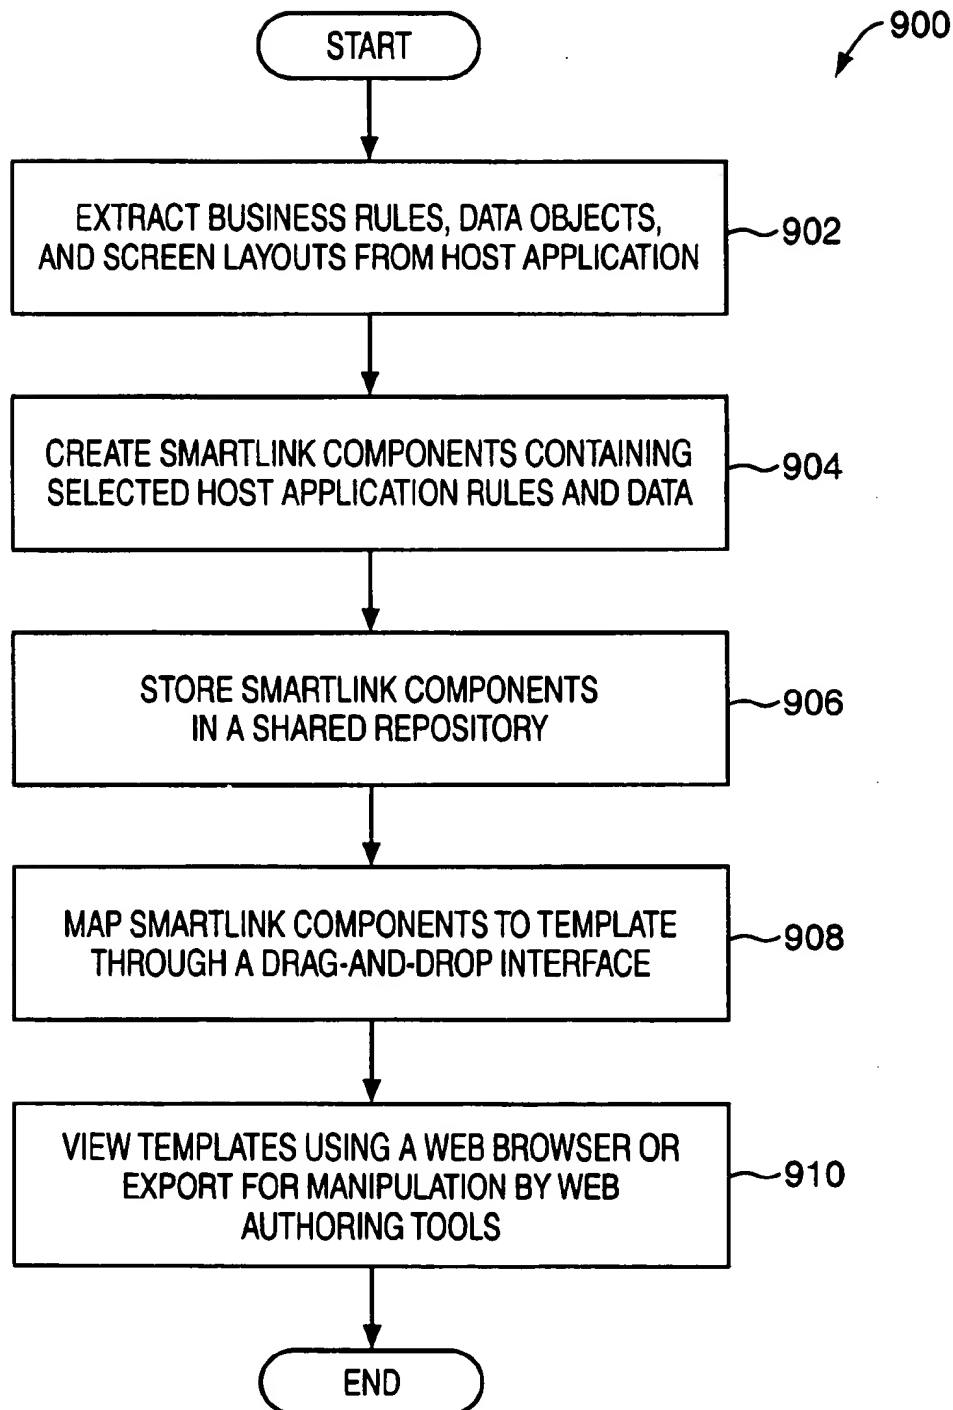 START
900
EXTRACT BUSINESS RULES, DATA OBJECTS,
AND SCREEN LAYOUTS FROM HOST APPLICATION
902
CREATE SMARTLINK COMPONENTS CONTAINING
SELECTED HOST APPLICATION RULES AND DATA
904
STORE SMARTLINK COMPONENTS
IN A SHARED REPOSITORY
906
MAP SMARTLINK COMPONENTS TO TEMPLATE
THROUGH A DRAG-AND-DROP INTERFACE
908
VIEW TEMPLATES USING A WEB BROWSER OR
EXPORT FOR MANIPULATION BY WEB
AUTHORING TOOLS
910
END